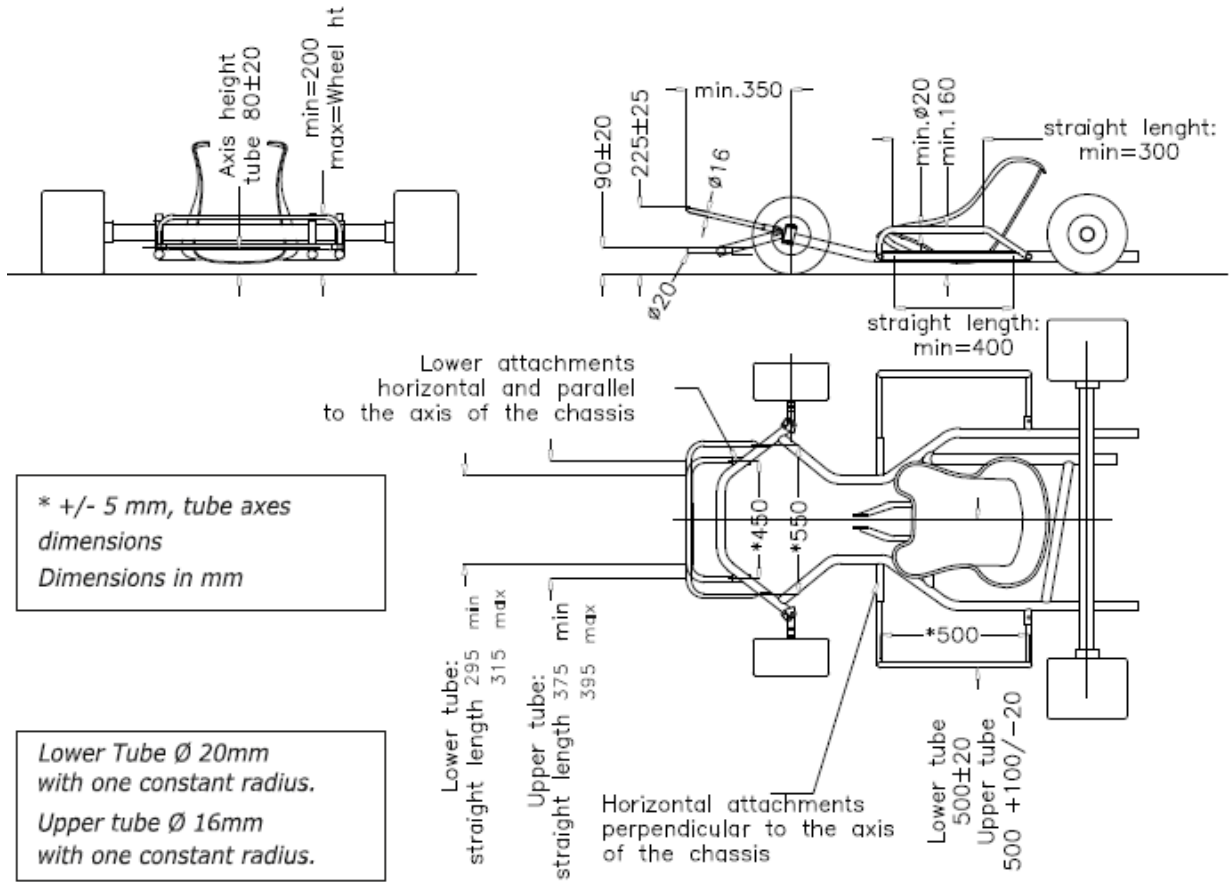 Axis height
tube 80±20
min=200
max=Wheel ht
min.350
90±20
225±25
ø16
ø20
min.ø20
min.160
straight lenght:
min=300
straight length:
min=400
Lower attachments
horizontal and parallel
to the axis of the chassis
* +/- 5 mm, tube axes
dimensions
Dimensions in mm
*450
*550
*500
Lower tube:
straight length 295 min
315 max
Upper tube:
straight length 375 min
395 max
Horizontal attachments
perpendicular to the axis
of the chassis
Lower tube
500±20
Upper tube
500 +100/-20
Lower Tube Ø 20mm
with one constant radius.
Upper tube Ø 16mm
with one constant radius.